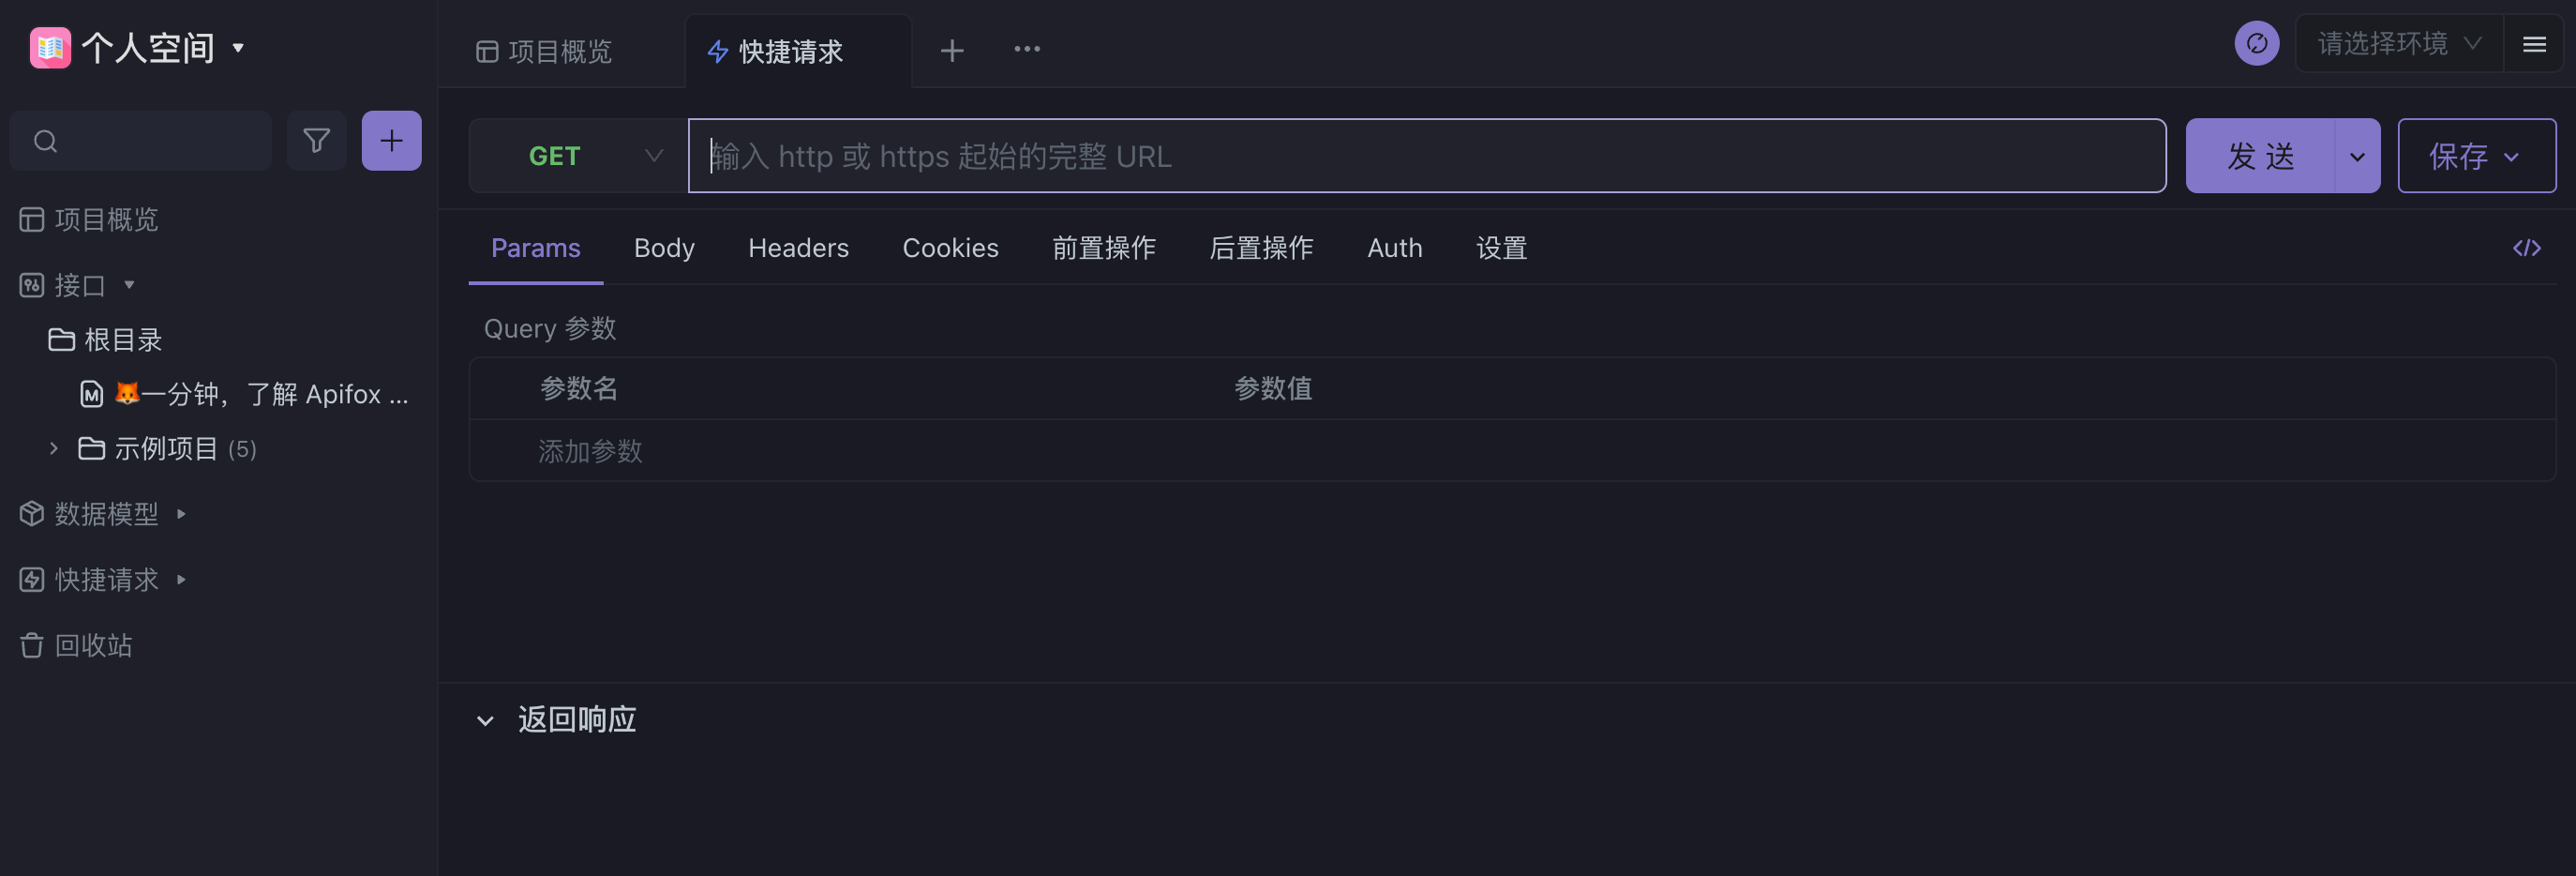 个人空间
项目概览
快捷请求
请选择环境
GET
输入 http 或 https 起始的完整 URL
发 送
保存
项目概览
接口
根目录
🦊一分钟，了解 Apifox ...
示例项目 (5)
数据模型
快捷请求
回收站
Params
Body
Headers
Cookies
前置操作
后置操作
Auth
设置
Query 参数
参数名
参数值
添加参数
返回响应